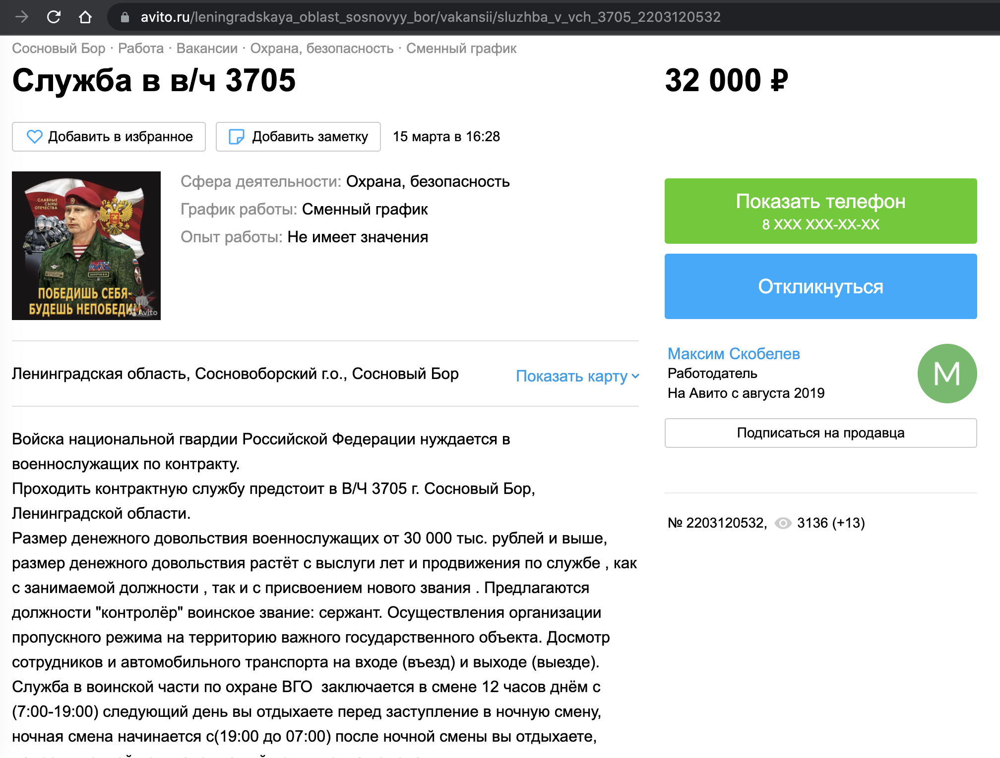 avito.ru/leningradskaya_oblast_sosnovyy_bor/vakansii/sluzhba_v_vch_3705_2203120532
Сосновый Бор · Работа · Вакансии · Охрана, безопасность · Сменный график
Служба в в/ч 3705
32 000 ₽
Добавить в избранное
Добавить заметку
15 марта в 16:28
СЛАВНЫЕ
СЫНЫ
ОТЕЧЕСТВА
ЗОЛОТОВ В.В.
ПОБЕДИШЬ СЕБЯ-
БУДЕШЬ НЕПОБЕДИМ
Avito
Сфера деятельности: Охрана, безопасность
График работы: Сменный график
Опыт работы: Не имеет значения
Показать телефон
8 XXX XXX-XX-XX
Откликнуться
Максим Скобелев
Работодатель
На Авито с августа 2019
М
Подписаться на продавца
№ 2203120532, 3136 (+13)
Ленинградская область, Сосновоборский г.о., Сосновый Бор
Показать карту
Войска национальной гвардии Российской Федерации нуждается в
военнослужащих по контракту.
Проходить контрактную службу предстоит в В/Ч 3705 г. Сосновый Бор,
Ленинградской области.
Размер денежного довольствия военнослужащих от 30 000 тыс. рублей и выше,
размер денежного довольствия растёт с выслуги лет и продвижения по службе , как
с занимаемой должности , так и с присвоением нового звания . Предлагаются
должности "контролёр" воинское звание: сержант. Осуществления организации
пропускного режима на территорию важного государственного объекта. Досмотр
сотрудников и автомобильного транспорта на входе (въезд) и выходе (выезде).
Служба в воинской части по охране ВГО  заключается в смене 12 часов днём с
(7:00-19:00) следующий день вы отдыхаете перед заступление в ночную смену,
ночная смена начинается с(19:00 до 07:00) после ночной смены вы отдыхаете,